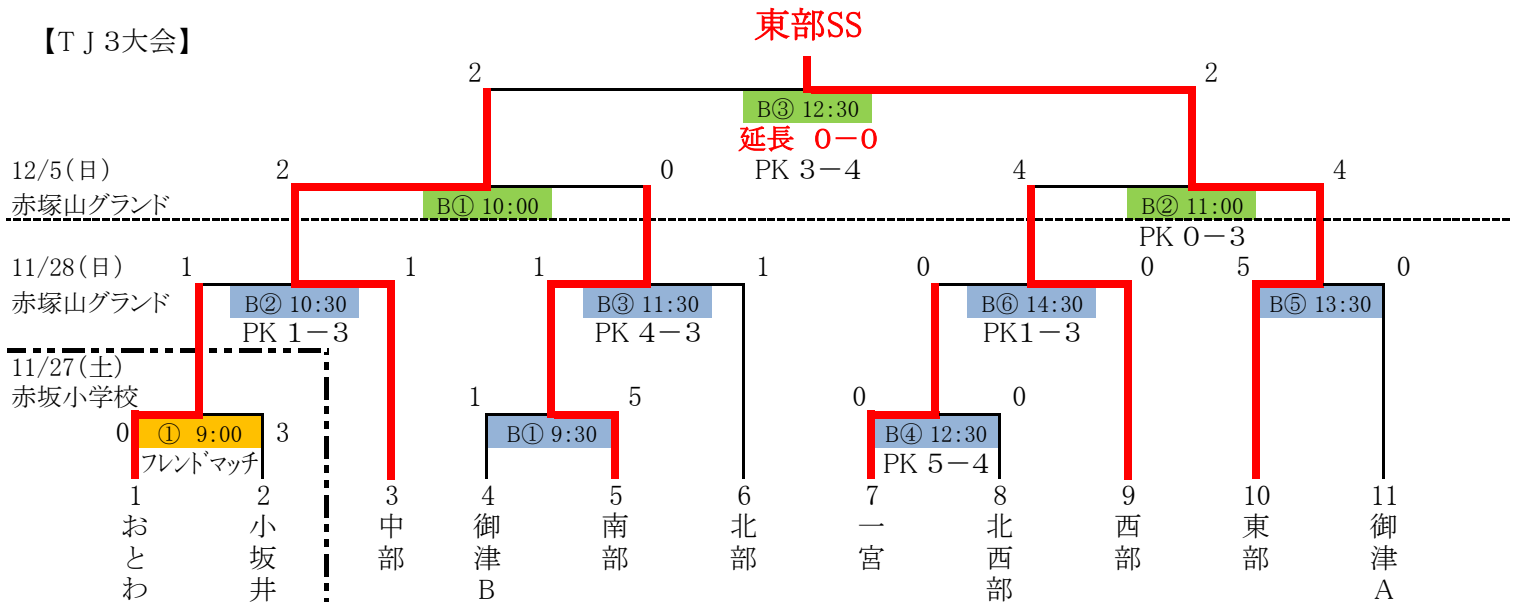 東部SS
【TJ3大会】
2
2
B③ 12:30
延長 0-0
PK 3-4
12/5(日)
赤塚山グランド
2
0
4
4
B① 10:00
B② 11:00
PK 0-3
11/28(日)
赤塚山グランド
1
1
1
1
0
0
5
0
B② 10:30
B③ 11:30
B⑥ 14:30
B⑤ 13:30
PK 1-3
PK 4-3
PK1-3
11/27(土)
赤坂小学校
1
5
0
0
0
① 9:00
3
B① 9:30
B④ 12:30
フレンドマッチ
PK 5-4
1
2
3
4
5
6
7
8
9
10
11
おとわ
小坂井
中部
御津B
南部
北部
一宮
北西部
西部
東部
御津A